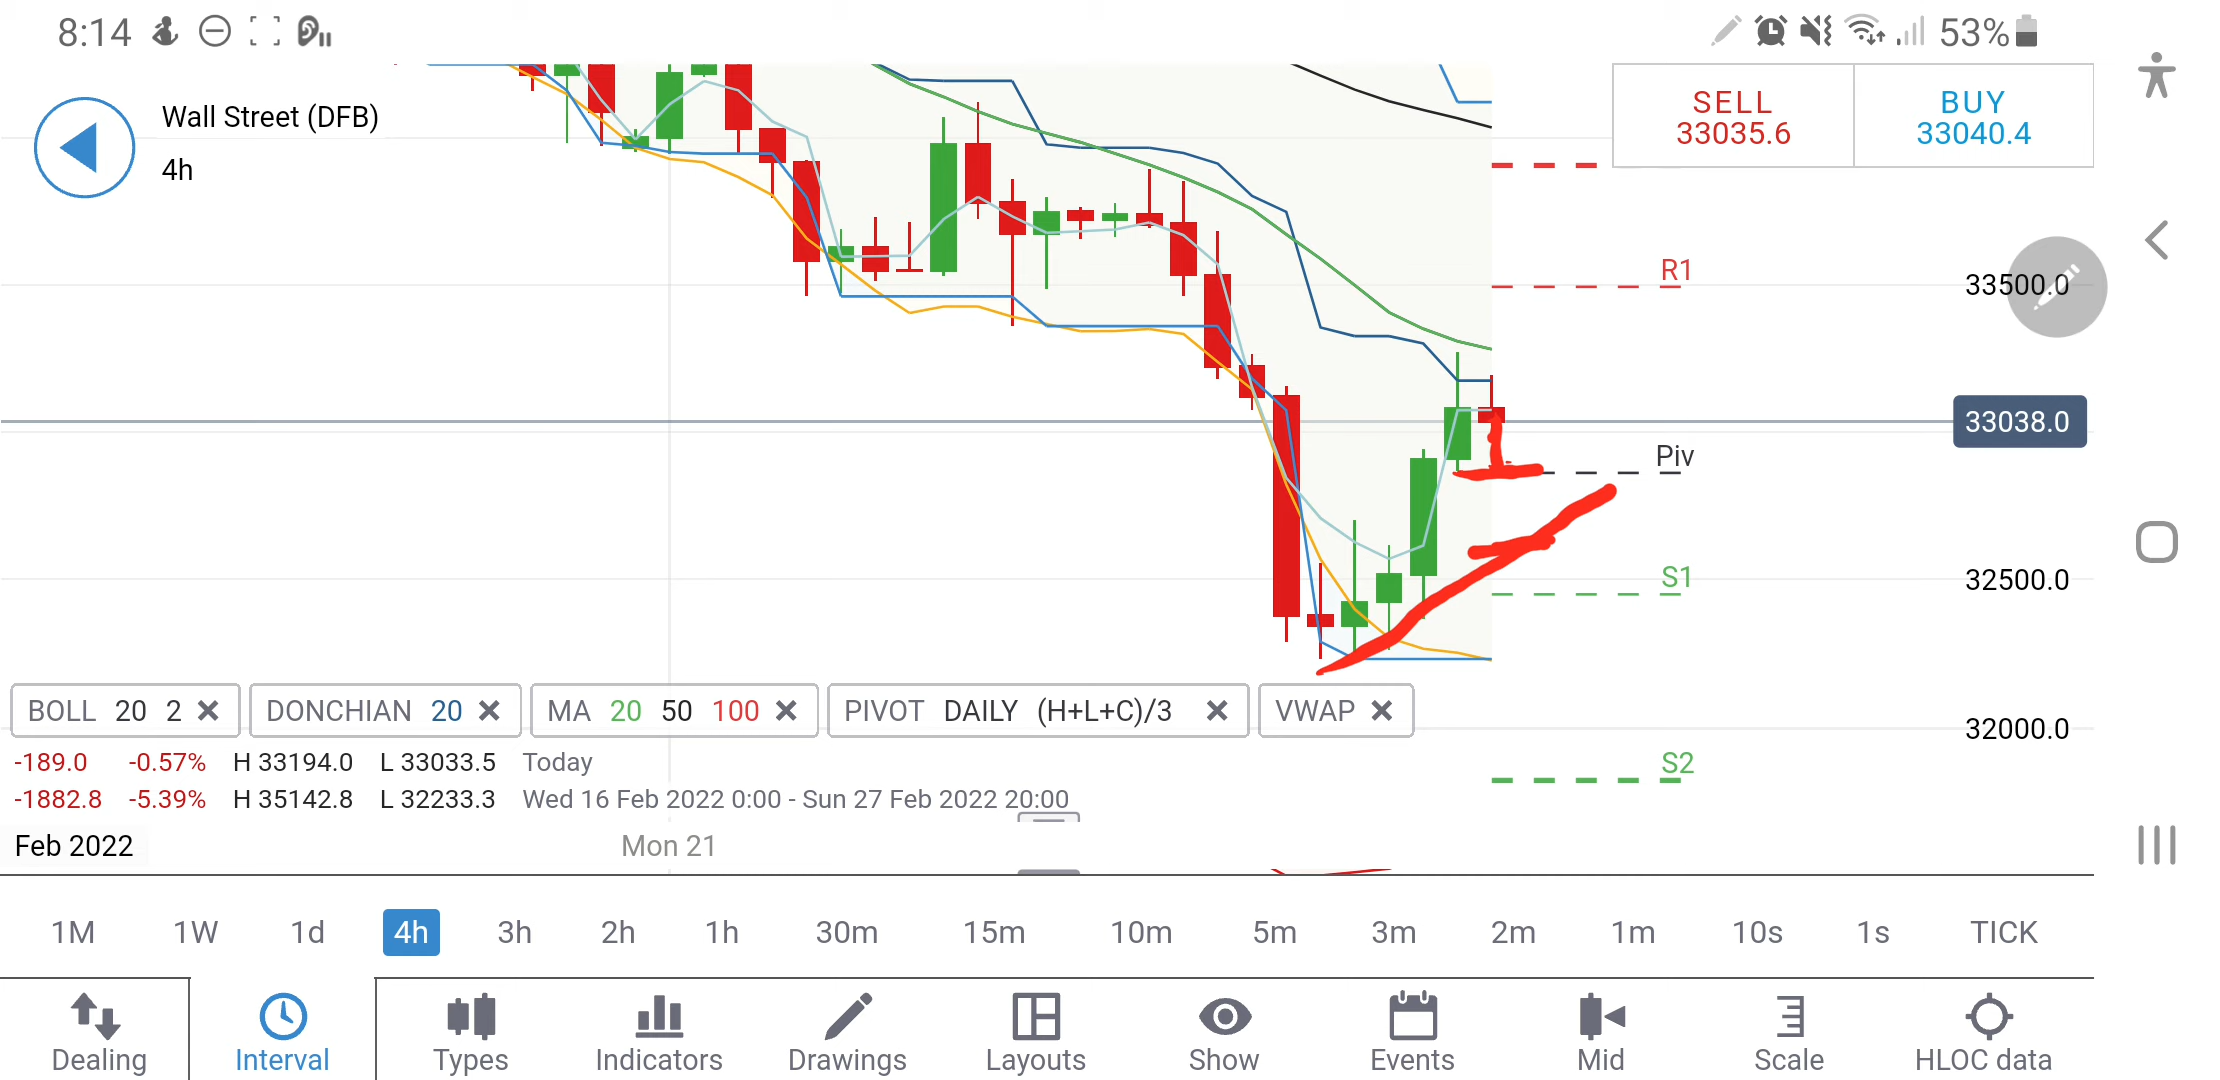 8:14 53%
Wall Street (DFB)
4h
SELL BUY
33035.6 33040.4
R1
33500.0
33038.0
Piv
S1
32500.0
BOLL 20 2 DONCHIAN 20 MA 20 50 100 PIVOT DAILY (H+L+C)/3 VWAP
32000.0
-189.0 -0.57% H 33194.0 L 33033.5 Today
S2
-1882.8 -5.39% H 35142.8 L 32233.3 Wed 16 Feb 2022 0:00 - Sun 27 Feb 2022 20:00
Feb 2022 Mon 21
1M 1W 1d 4h 3h 2h 1h 30m 15m 10m 5m 3m 2m 1m 10s 1s TICK
Dealing Interval Types Indicators Drawings Layouts Show Events Mid Scale HLOC data